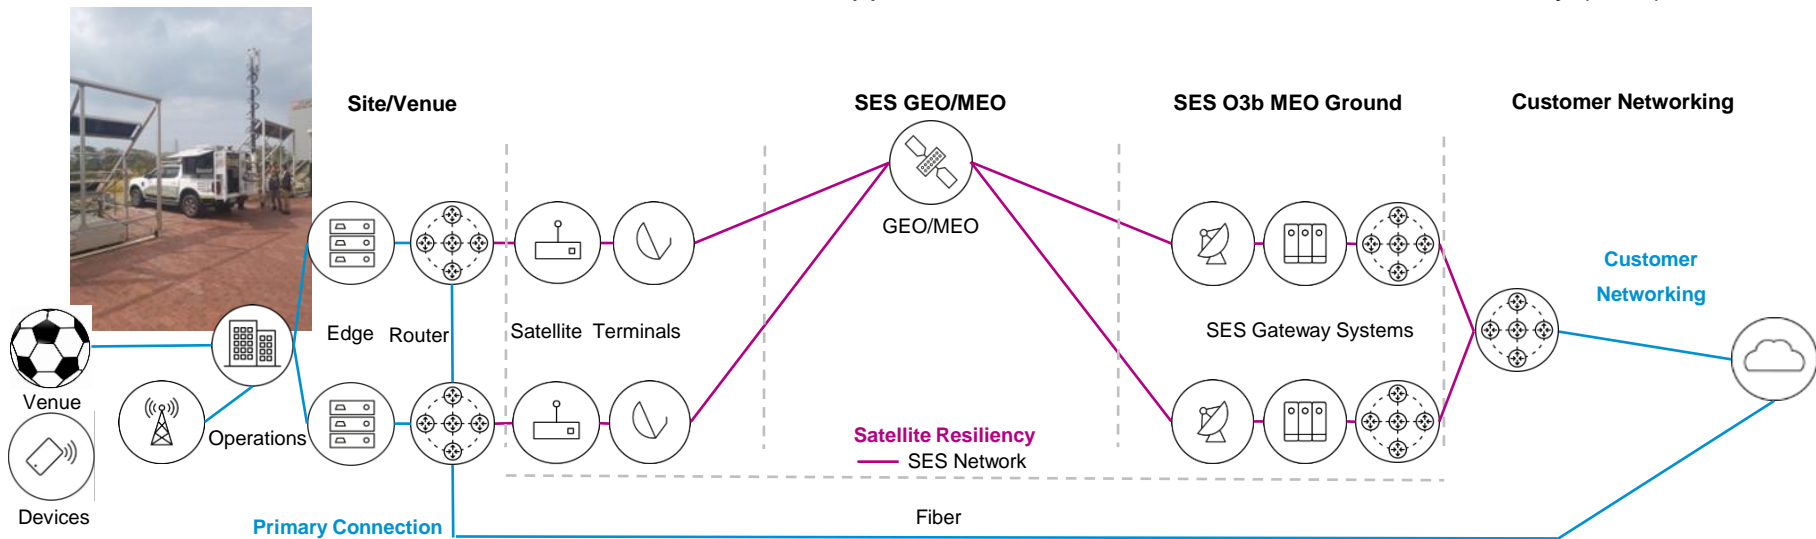 Site/Venue
SES GEO/MEO
SES O3b MEO Ground
Customer Networking
GEO/MEO
Customer
Networking
Edge
Router
Satellite Terminals
SES Gateway Systems
Venue
Operations
Satellite Resiliency
SES Network
Devices
Primary Connection
Fiber